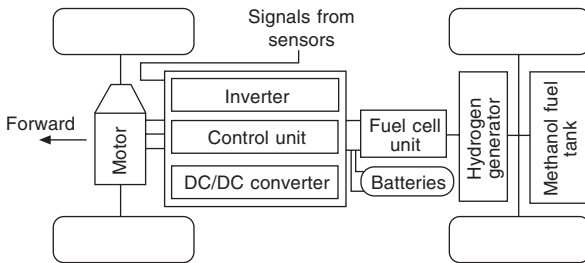 Signals from
sensors
Forward
Motor
Inverter
Control unit
DC/DC converter
Fuel cell
unit
Batteries
Hydrogen
generator
Methanol fuel
tank